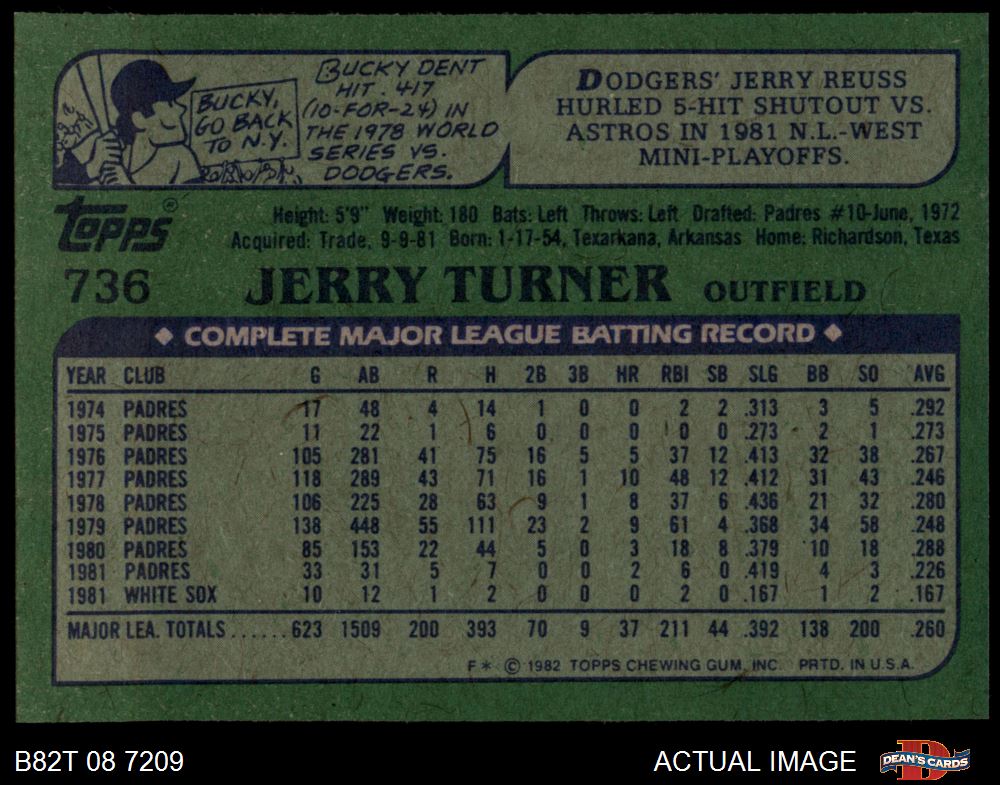 BUCKY,
GO BACK
TO N.Y.
BUCKY DENT
HIT .417
(10-FOR-24) IN
THE 1978 WORLD
SERIES VS.
DODGERS.
DODGERS' JERRY REUSS
HURLED 5-HIT SHUTOUT VS.
ASTROS IN 1981 N.L.-WEST
MINI-PLAYOFFS.
TOPPS®
Height: 5'9" Weight: 180 Bats: Left Throws: Left Drafted: Padres #10-June, 1972
Acquired: Trade, 9-9-81 Born: 1-17-54, Texarkana, Arkansas Home: Richardson, Texas
736 JERRY TURNER OUTFIELD
◆ COMPLETE MAJOR LEAGUE BATTING RECORD ◆
YEAR CLUB G AB R H 2B 3B HR RBI SB SLG BB SO AVG
1974 PADRES 17 48 4 14 1 0 0 2 2 .313 3 5 .292
1975 PADRES 11 22 1 6 0 0 0 0 0 .273 2 1 .273
1976 PADRES 105 281 41 75 16 5 5 37 12 .413 32 38 .267
1977 PADRES 118 289 43 71 16 1 10 48 12 .412 31 43 .246
1978 PADRES 106 225 28 63 9 1 8 37 6 .436 21 32 .280
1979 PADRES 138 448 55 111 23 2 9 61 4 .368 34 58 .248
1980 PADRES 85 153 22 44 5 0 3 18 8 .379 10 18 .288
1981 PADRES 33 31 5 7 0 0 2 6 0 .419 4 3 .226
1981 WHITE SOX 10 12 1 2 0 0 0 2 0 .167 1 2 .167
MAJOR LEA. TOTALS......623 1509 200 393 70 9 37 211 44 .392 138 200 .260
F* © 1982 TOPPS CHEWING GUM, INC. PRTD. IN U.S.A.
B82T 08 7209 ACTUAL IMAGE DEAN'S CARDS